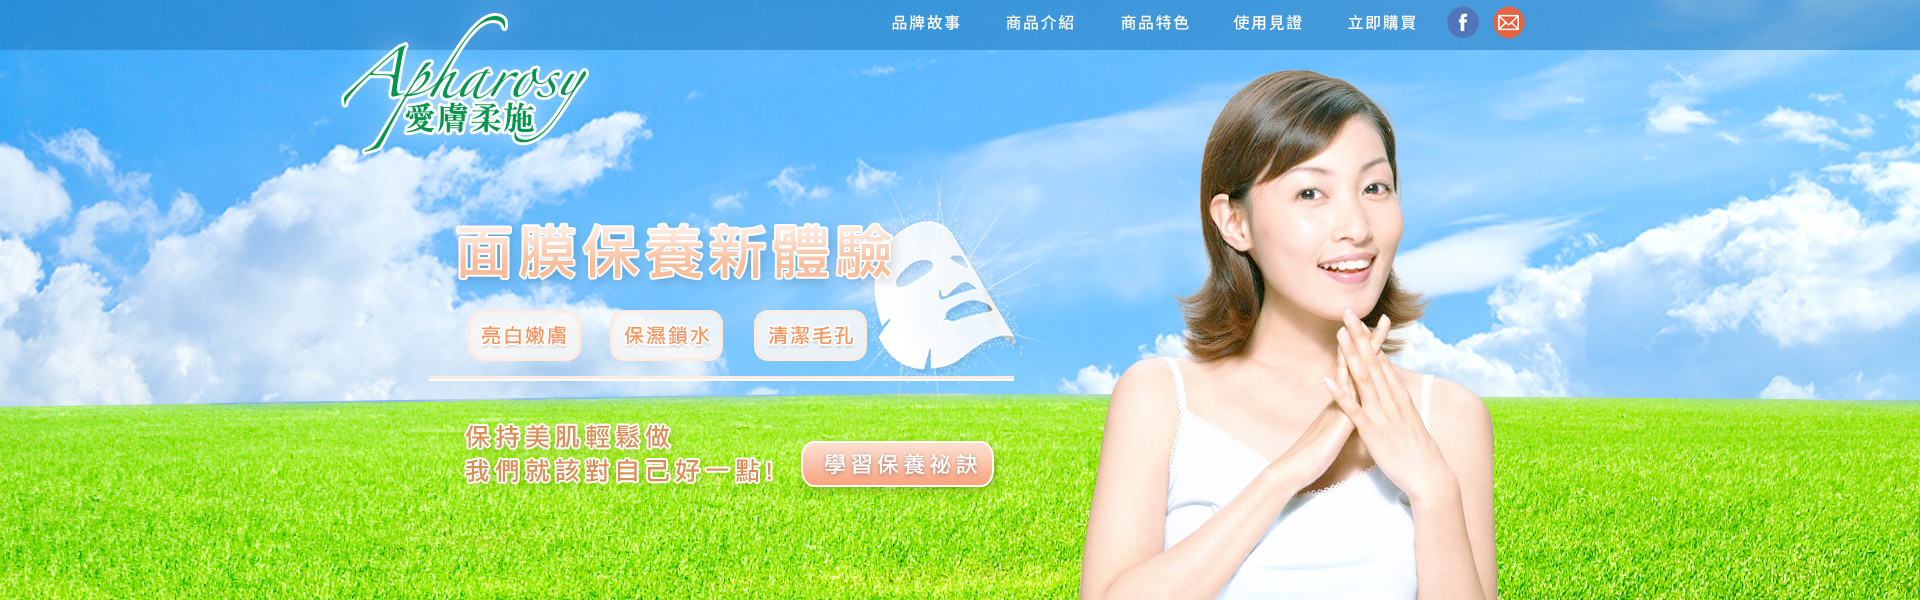 品牌故事 商品介紹 商品特色 使用見證 立即購買
Apharosy
愛膚柔施
面膜保養新體驗
亮白嫩膚 保濕鎖水 清潔毛孔
保持美肌輕鬆做
我們就該對自己好一點!
學習保養祕訣